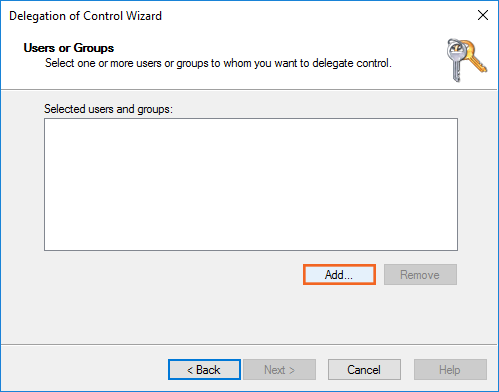 Delegation of Control Wizard
Users or Groups
Select one or more users or groups to whom you want to delegate control.
Selected users and groups:
Add...
Remove
< Back
Next >
Cancel
Help